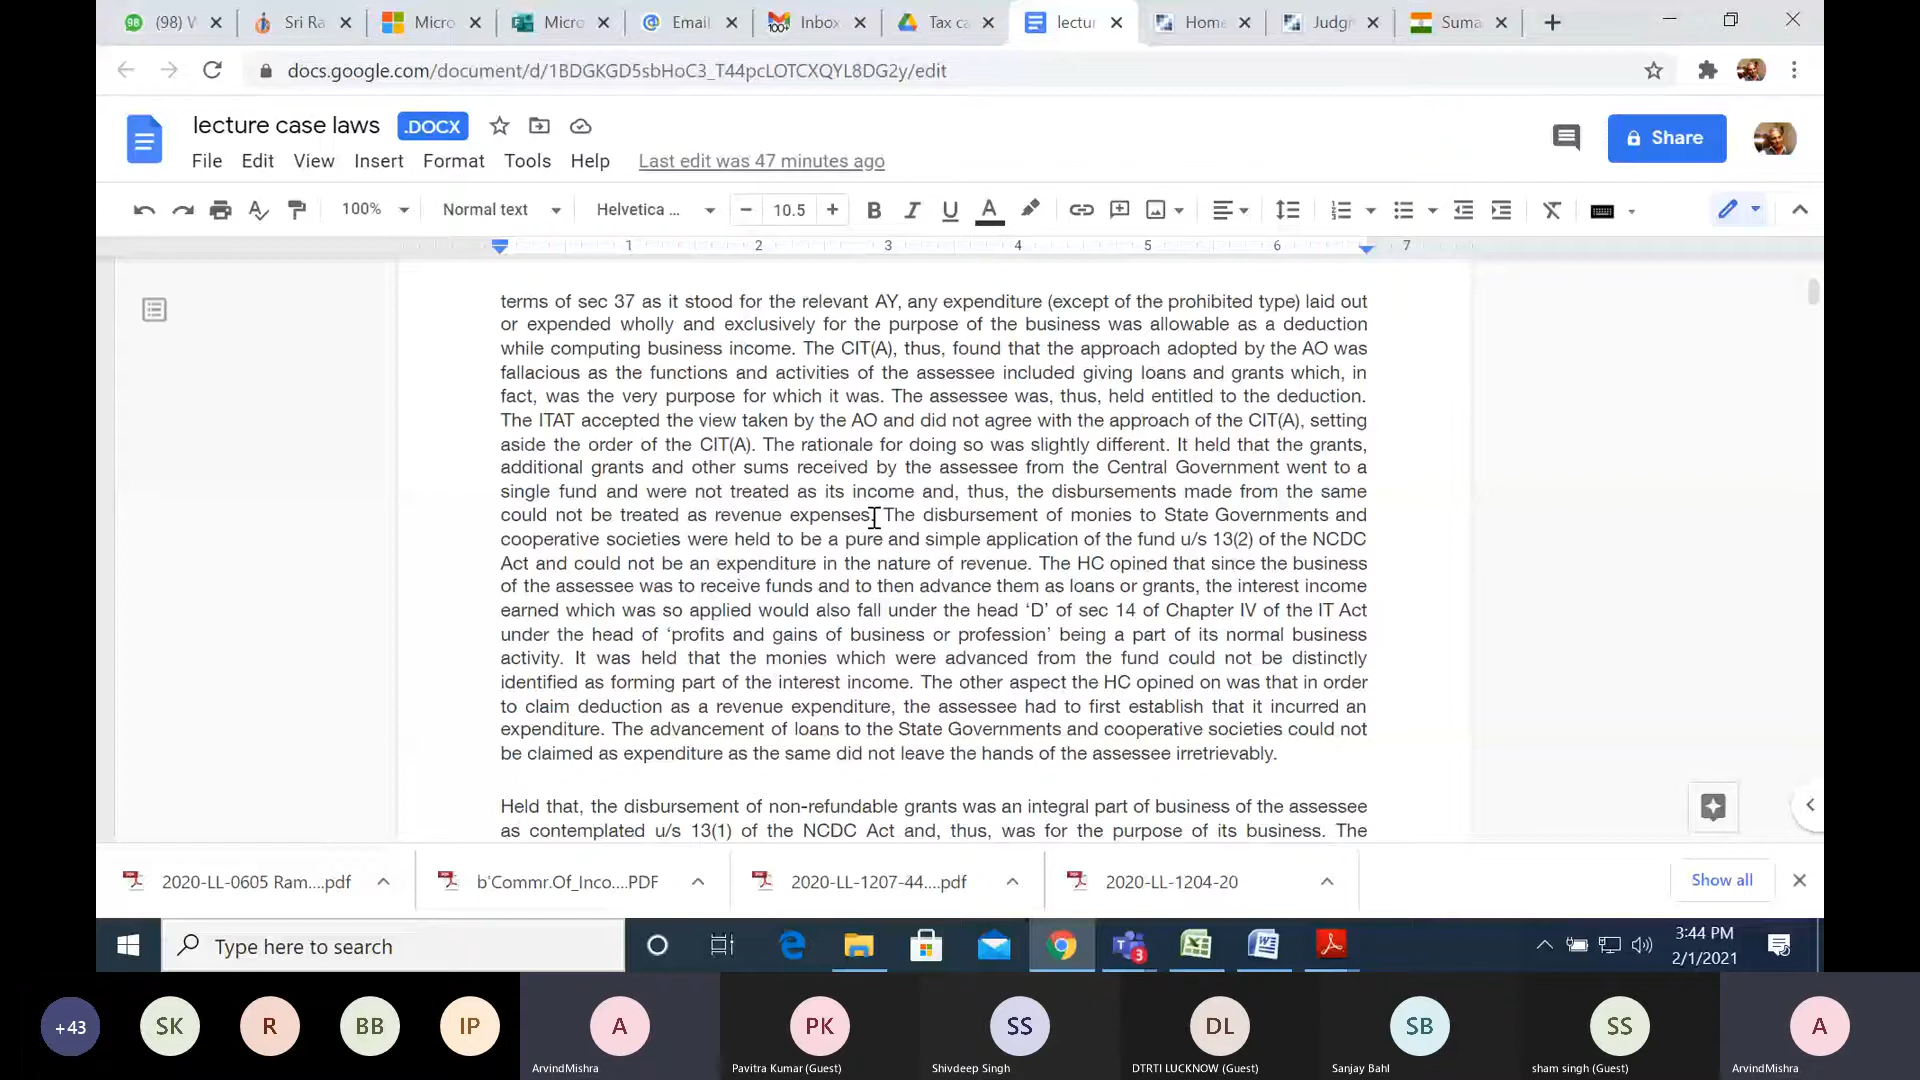 (98) W
Sri Ra
Micro
Micro
Email
Inbox
Tax ca
lectur
Home
Judgm
Suma
docs.google.com/document/d/1BDGKGD5sbHoC3_T44pcLOTCXQYL8DG2y/edit
lecture case laws
.DOCX
Share
File Edit View Insert Format Tools Help Last edit was 47 minutes ago
100% Normal text Helvetica ... 10.5
1 2 3 4 5 6 7
terms of sec 37 as it stood for the relevant AY, any expenditure (except of the prohibited type) laid out
or expended wholly and exclusively for the purpose of the business was allowable as a deduction
while computing business income. The CIT(A), thus, found that the approach adopted by the AO was
fallacious as the functions and activities of the assessee included giving loans and grants which, in
fact, was the very purpose for which it was. The assessee was, thus, held entitled to the deduction.
The ITAT accepted the view taken by the AO and did not agree with the approach of the CIT(A), setting
aside the order of the CIT(A). The rationale for doing so was slightly different. It held that the grants,
additional grants and other sums received by the assessee from the Central Government went to a
single fund and were not treated as its income and, thus, the disbursements made from the same
could not be treated as revenue expenses. The disbursement of monies to State Governments and
cooperative societies were held to be a pure and simple application of the fund u/s 13(2) of the NCDC
Act and could not be an expenditure in the nature of revenue. The HC opined that since the business
of the assessee was to receive funds and to then advance them as loans or grants, the interest income
earned which was so applied would also fall under the head ‘D’ of sec 14 of Chapter IV of the IT Act
under the head of ‘profits and gains of business or profession’ being a part of its normal business
activity. It was held that the monies which were advanced from the fund could not be distinctly
identified as forming part of the interest income. The other aspect the HC opined on was that in order
to claim deduction as a revenue expenditure, the assessee had to first establish that it incurred an
expenditure. The advancement of loans to the State Governments and cooperative societies could not
be claimed as expenditure as the same did not leave the hands of the assessee irretrievably.
Held that, the disbursement of non-refundable grants was an integral part of business of the assessee
as contemplated u/s 13(1) of the NCDC Act and, thus, was for the purpose of its business. The
2020-LL-0605 Ram....pdf
b'Commr.Of_Inco....PDF
2020-LL-1207-44....pdf
2020-LL-1204-20
Show all
Type here to search
3
3:44 PM
2/1/2021
+43
SK
R
BB
IP
A
PK
SS
DL
SB
SS
A
ArvindMishra
Pavitra Kumar (Guest)
Shivdeep Singh
DTRTI LUCKNOW (Guest)
Sanjay Bahl
sham singh (Guest)
ArvindMishra